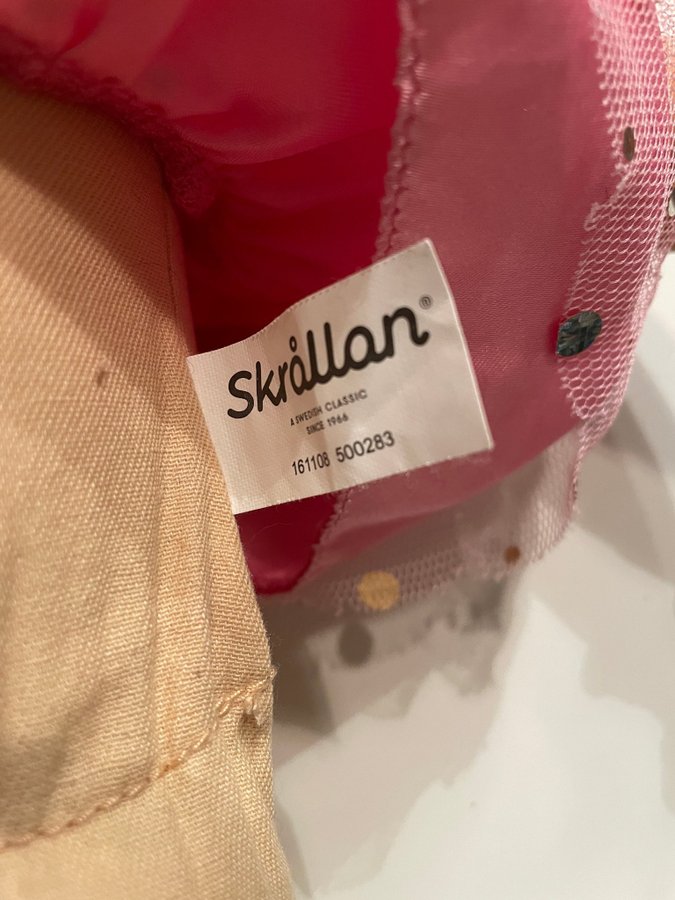 Skrållan®
A SWEDISH CLASSIC
SINCE 1966
161108 500283